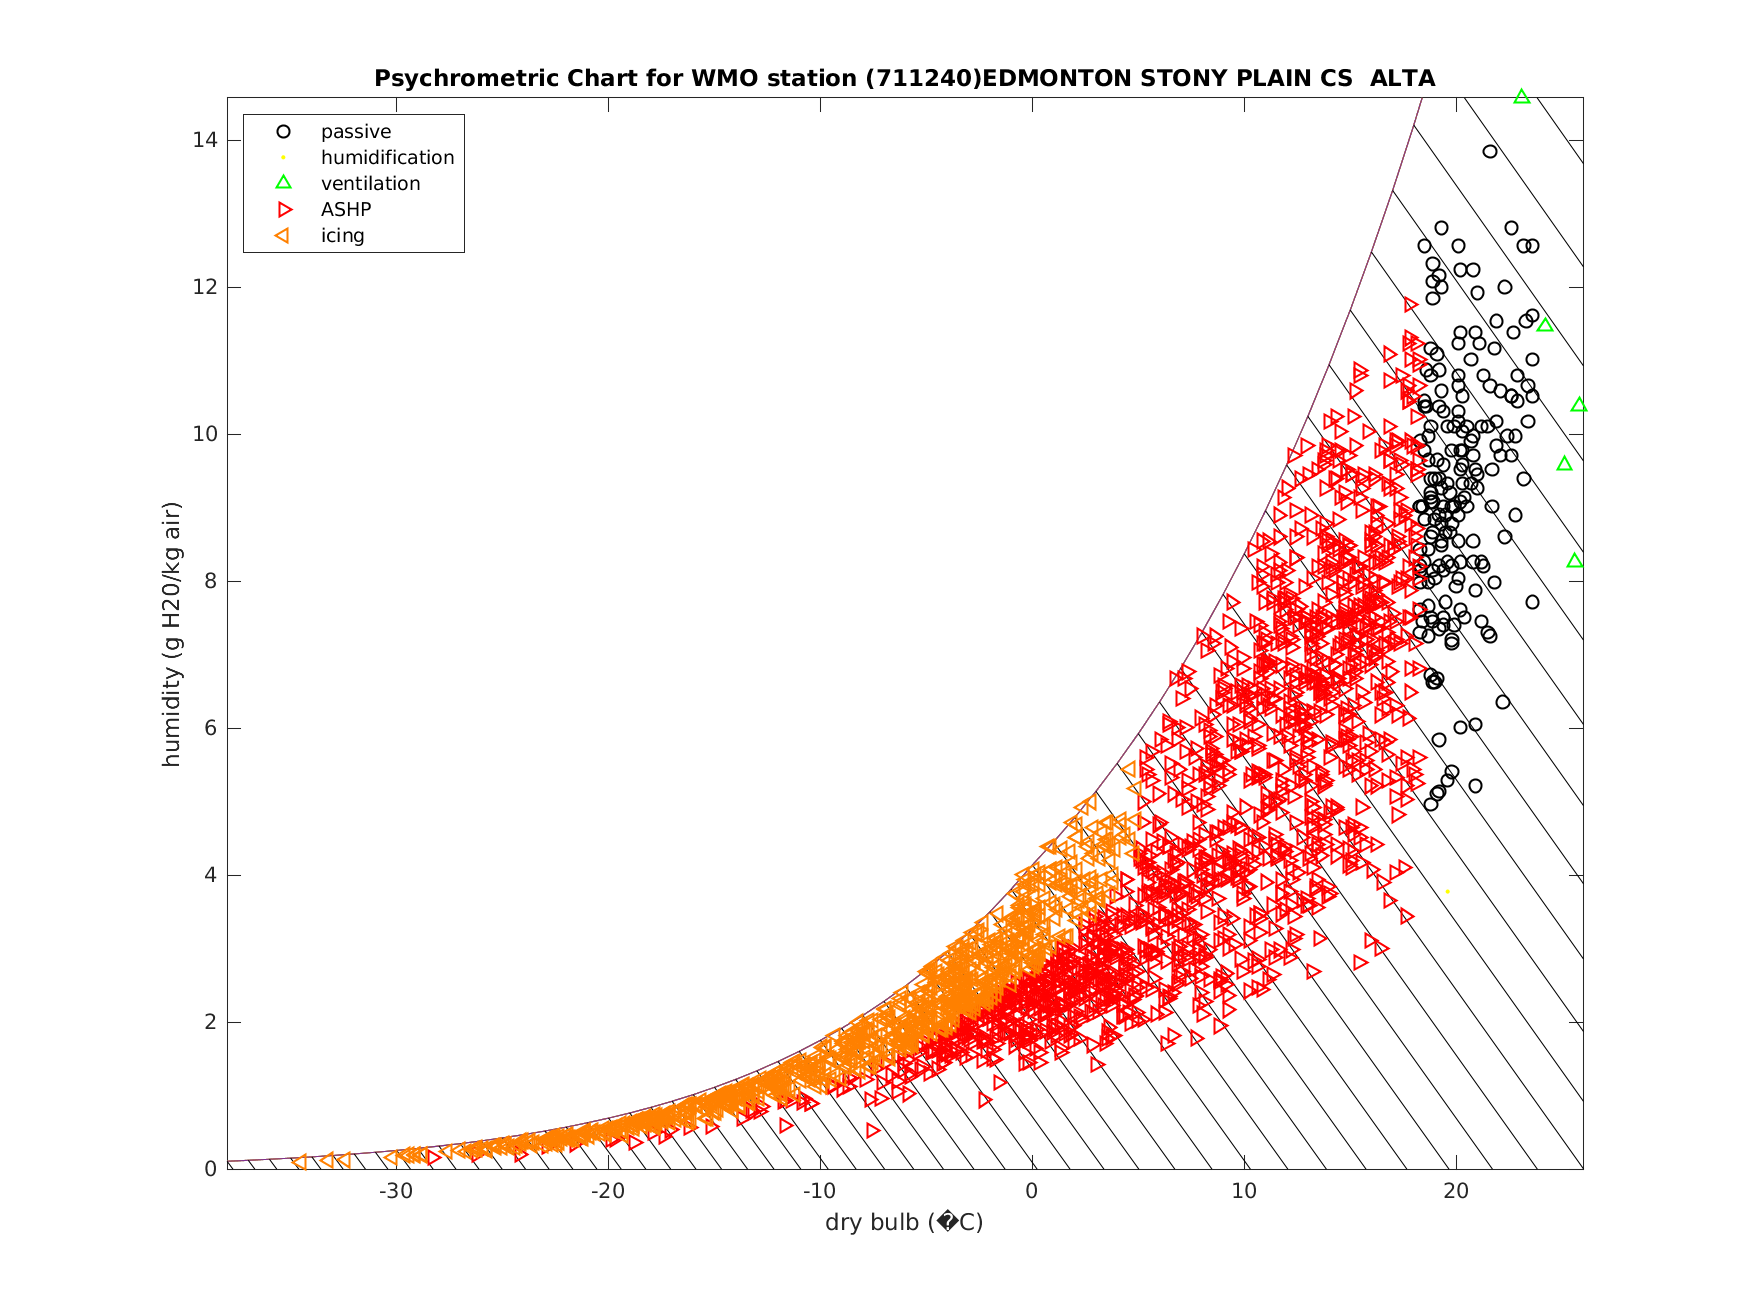 Psychrometric Chart for WMO station (711240)EDMONTON STONY PLAIN CS  ALTA
passive
humidification
ventilation
ASHP
icing
14
12
10
8
6
4
2
0
humidity (g H20/kg air)
-30 -20 -10 0 10 20
dry bulb (�C)